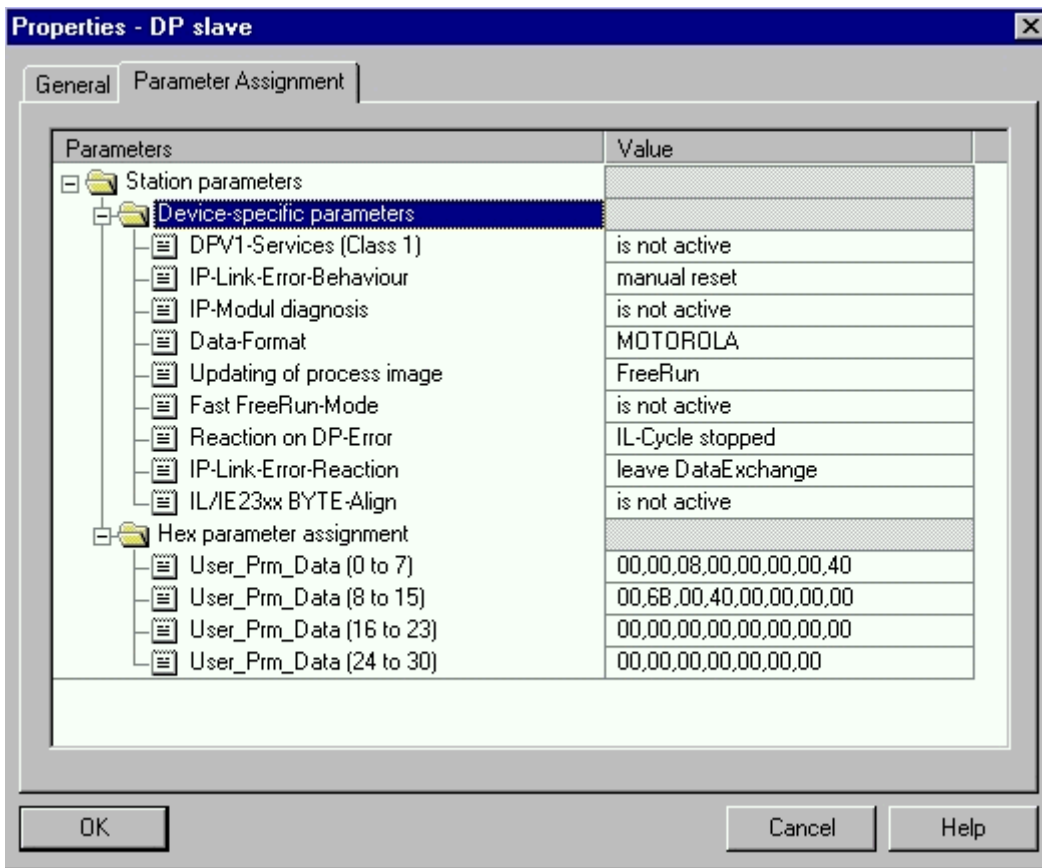 Properties - DP slave
General Parameter Assignment
Parameters Value
Station parameters
Device-specific parameters
DPV1-Services (Class 1) is not active
IP-Link-Error-Behaviour manual reset
IP-Modul diagnosis is not active
Data-Format MOTOROLA
Updating of process image FreeRun
Fast FreeRun-Mode is not active
Reaction on DP-Error IL-Cycle stopped
IP-Link-Error-Reaction leave DataExchange
IL/IE23xx BYTE-Align is not active
Hex parameter assignment
User_Prm_Data (0 to 7) 00,00,08,00,00,00,00,40
User_Prm_Data (8 to 15) 00,6B,00,40,00,00,00,00
User_Prm_Data (16 to 23) 00,00,00,00,00,00,00,00
User_Prm_Data (24 to 30) 00,00,00,00,00,00,00
OK Cancel Help